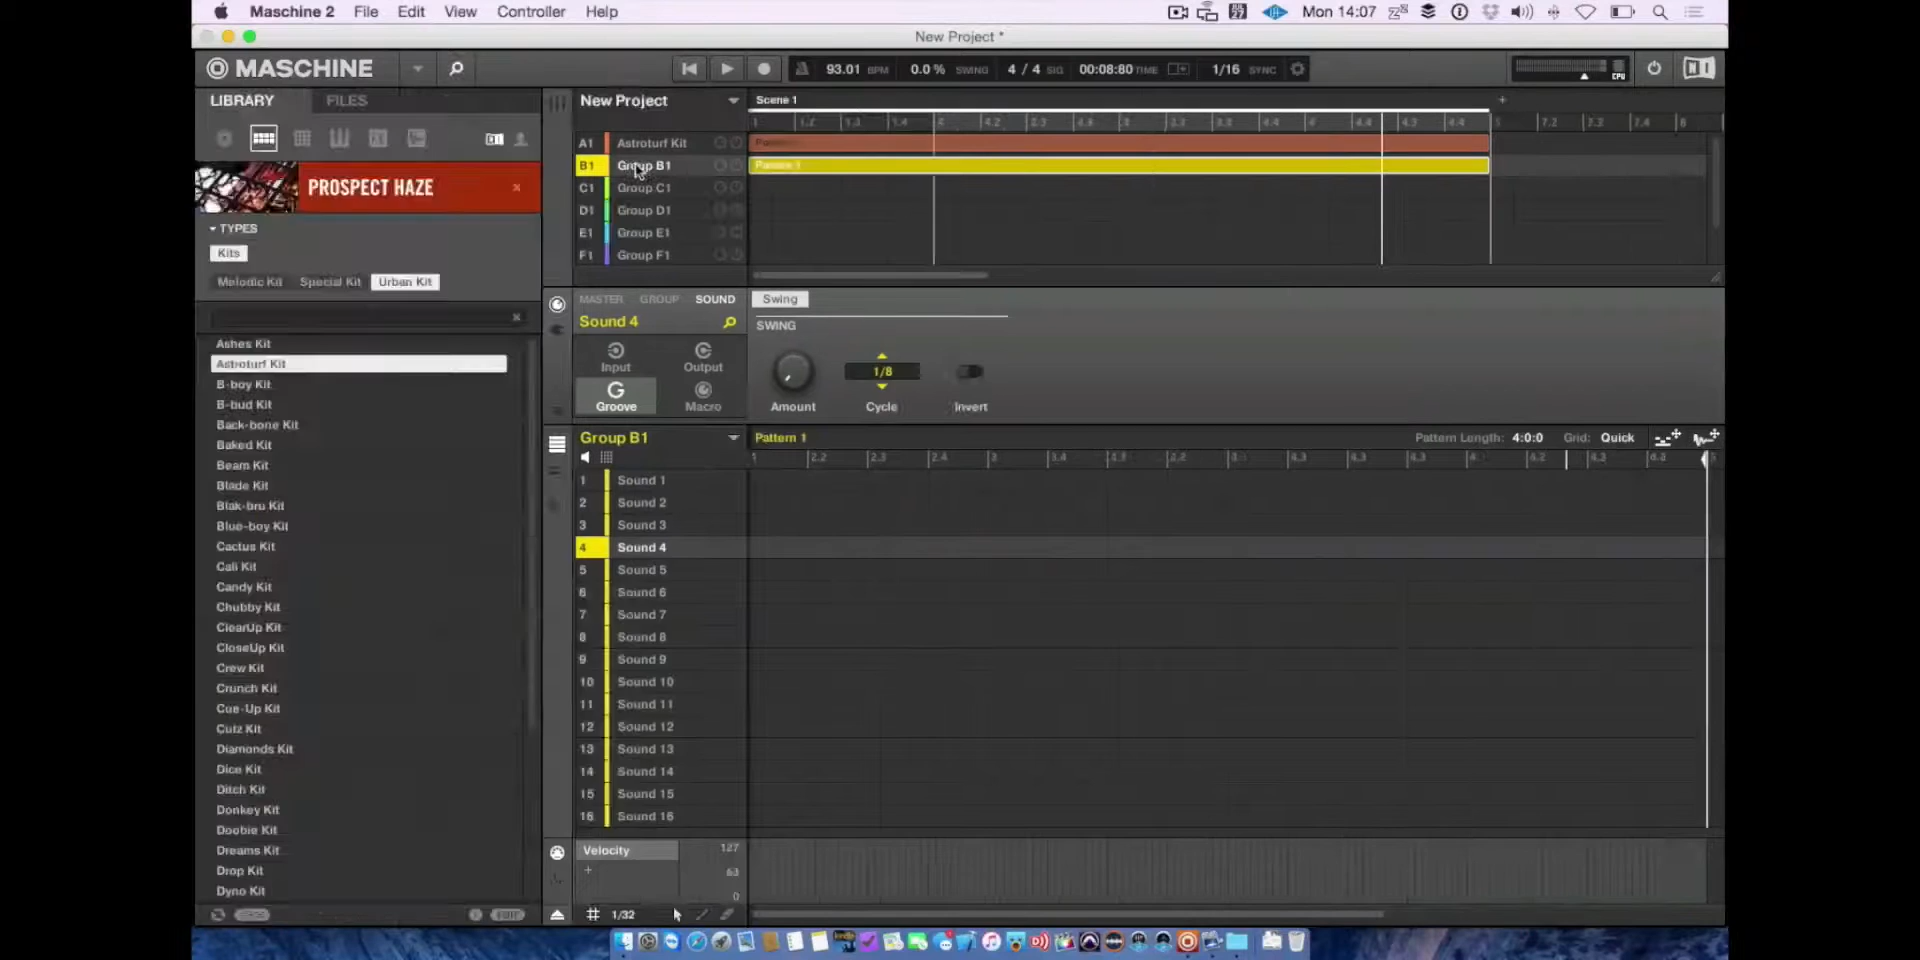 Maschine 2 File Edit View Controller Help
Mon 14:07
New Project *
MASCHINE
93.01 BPM 0.0 % SWING 4 / 4 SIG 00:08:80 TIME 1/16 SYNC
CPU
LIBRARY FILES
PROSPECT HAZE
TYPES
Kits
Melodic Kit Special Kit Urban Kit
Ashes Kit
Astroturf Kit
B-boy Kit
B-bud Kit
Back-bone Kit
Baked Kit
Beam Kit
Blade Kit
Blak-bru Kit
Blue-boy Kit
Cactus Kit
Cali Kit
Candy Kit
Chubby Kit
ClearUp Kit
CloseUp Kit
Crew Kit
Crunch Kit
Cue-Up Kit
Cutz Kit
Diamonds Kit
Dice Kit
Ditch Kit
Donkey Kit
Doobie Kit
Dreams Kit
Drop Kit
Dyno Kit
EDIT
New Project
Scene 1
A1 Astroturf Kit
B1 Group B1 Pattern 1
C1 Group C1
D1 Group D1
E1 Group E1
F1 Group F1
MASTER GROUP SOUND
Sound 4
Input Output
Groove Macro
Swing
SWING
1/8
Amount Cycle Invert
Group B1
Pattern 1
Pattern Length: 4:0:0 Grid: Quick
1 Sound 1
2 Sound 2
3 Sound 3
4 Sound 4
5 Sound 5
6 Sound 6
7 Sound 7
8 Sound 8
9 Sound 9
10 Sound 10
11 Sound 11
12 Sound 12
13 Sound 13
14 Sound 14
15 Sound 15
16 Sound 16
Velocity
127
63
0
1/32